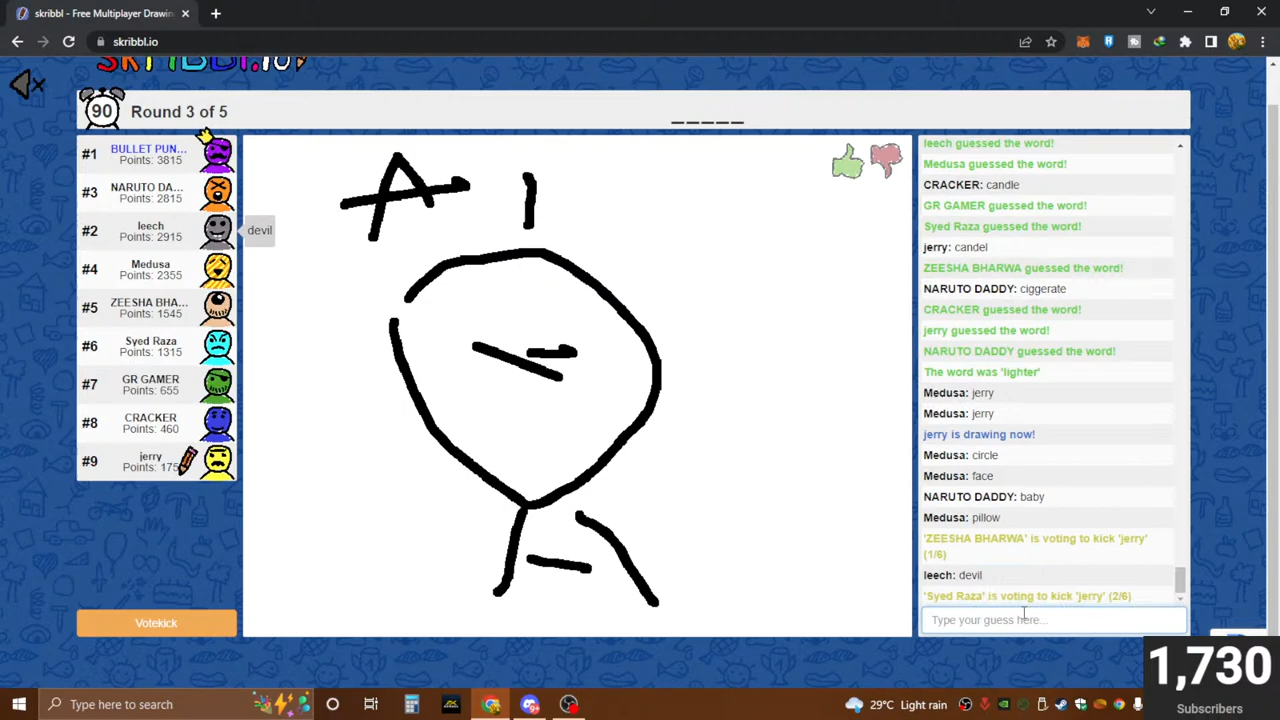 skribbl - Free Multiplayer Drawin
skribbl.io
skribbl.io
90
Round 3 of 5
_ _ _ _ _
#1 BULLET PUN...
Points: 3815
#3 NARUTO DA...
Points: 2815
#2 leech
Points: 2915
devil
#4 Medusa
Points: 2355
#5 ZEESHA BHA...
Points: 1545
#6 Syed Raza
Points: 1315
#7 GR GAMER
Points: 655
#8 CRACKER
Points: 460
#9 jerry
Points: 175
Votekick
A
leech guessed the word!
Medusa guessed the word!
CRACKER: candle
GR GAMER guessed the word!
Syed Raza guessed the word!
jerry: candel
ZEESHA BHARWA guessed the word!
NARUTO DADDY: ciggerate
CRACKER guessed the word!
jerry guessed the word!
NARUTO DADDY guessed the word!
The word was 'lighter'
Medusa: jerry
Medusa: jerry
jerry is drawing now!
Medusa: circle
Medusa: face
NARUTO DADDY: baby
Medusa: pillow
'ZEESHA BHARWA' is voting to kick 'jerry'
(1/6)
leech: devil
'Syed Raza' is voting to kick 'jerry' (2/6)
Type your guess here...
1,730
Subscribers
Type here to search
29°C Light rain